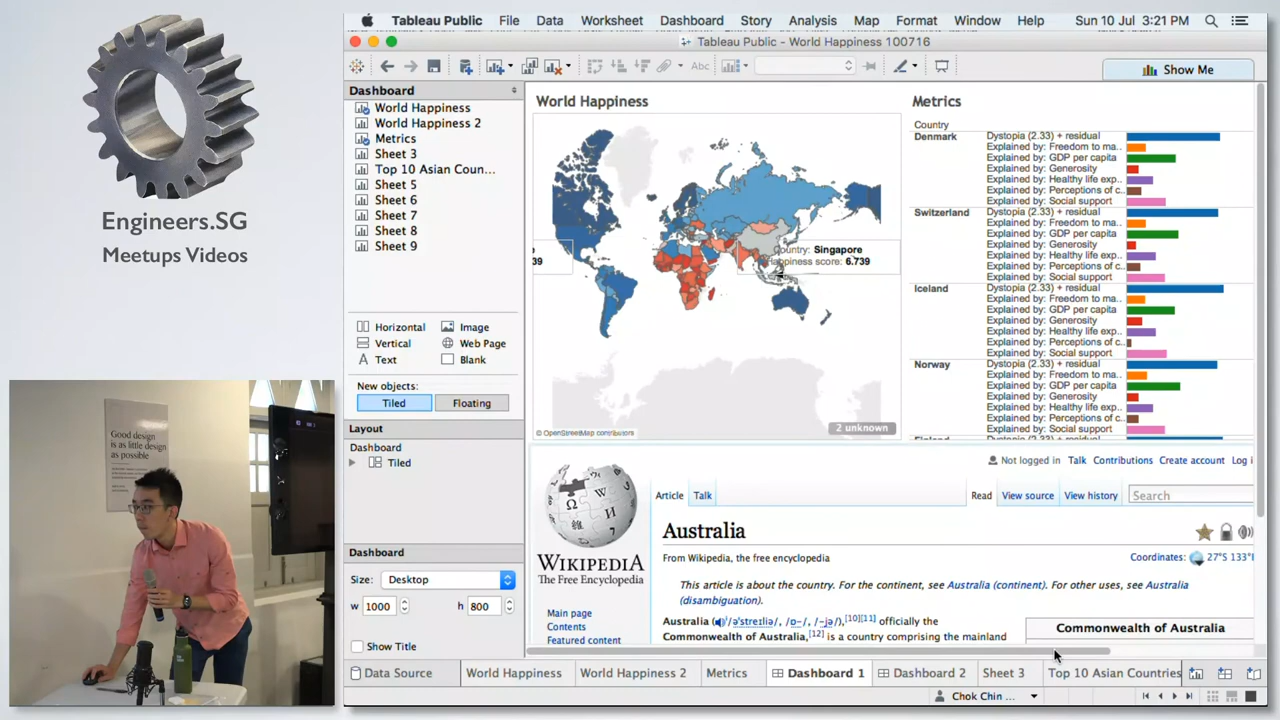 Engineers.SG
Meetups Videos
Good design
is as little design
as possible
Tableau Public File Data Worksheet Dashboard Story Analysis Map Format Window Help Sun 10 Jul 3:21 PM
Tableau Public - World Happiness 100716
Abc
Show Me
Dashboard
World Happiness
World Happiness 2
Metrics
Sheet 3
Top 10 Asian Coun...
Sheet 5
Sheet 6
Sheet 7
Sheet 8
Sheet 9
Horizontal Image
Vertical Web Page
A Text Blank
New objects:
Tiled Floating
Layout
Dashboard
Tiled
Dashboard
Size: Desktop
w 1000 h 800
Show Title
World Happiness
39
Country: Singapore
Happiness score: 6.739
© OpenStreetMap contributors
2 unknown
Metrics
Country
Denmark Dystopia (2.33) + residual
Explained by: Freedom to ma..
Explained by: GDP per capita
Explained by: Generosity
Explained by: Healthy life exp..
Explained by: Perceptions of c..
Explained by: Social support
Switzerland Dystopia (2.33) + residual
Explained by: Freedom to ma..
Explained by: GDP per capita
Explained by: Generosity
Explained by: Healthy life exp..
Explained by: Perceptions of c..
Explained by: Social support
Iceland Dystopia (2.33) + residual
Explained by: Freedom to ma..
Explained by: GDP per capita
Explained by: Generosity
Explained by: Healthy life exp..
Explained by: Perceptions of c..
Explained by: Social support
Norway Dystopia (2.33) + residual
Explained by: Freedom to ma..
Explained by: GDP per capita
Explained by: Generosity
Explained by: Healthy life exp..
Explained by: Perceptions of c..
Explained by: Social support
Not logged in Talk Contributions Create account Log i
Article Talk Read View source View history Search
WIKIPEDIA
The Free Encyclopedia
Main page
Contents
Featured content
Australia
From Wikipedia, the free encyclopedia
Coordinates: 27°S 133°
This article is about the country. For the continent, see Australia (continent). For other uses, see Australia
(disambiguation).
Australia (/əˈstreɪliə/, /ɒ-/, /-ljə/),[10][11] officially the
Commonwealth of Australia,[12] is a country comprising the mainland
Commonwealth of Australia
Data Source World Happiness World Happiness 2 Metrics Dashboard 1 Dashboard 2 Sheet 3 Top 10 Asian Countries
Chok Chin ...